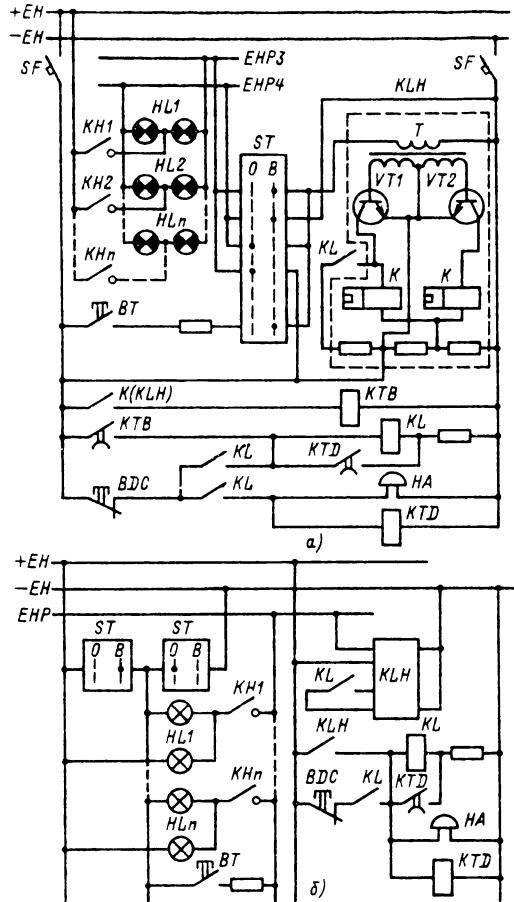 +EH
−EH
SF
EHP3
EHP4
SF
KLH
KH1
HL1
ST
T
O B
VT1 VT2
KH2
HL2
KHn
HLn
KL
K K
BT
K(KLH)
KTB
KTB
KL
KL
KTD
BDC
KL
HA
KTD
а)
+EH
−EH
EHP
ST ST
O B O B
KH1
KL
KLH
HL1
KLH
KL
KHn
BDC
KL
KTD
HLn
HA
BT
KTD
б)